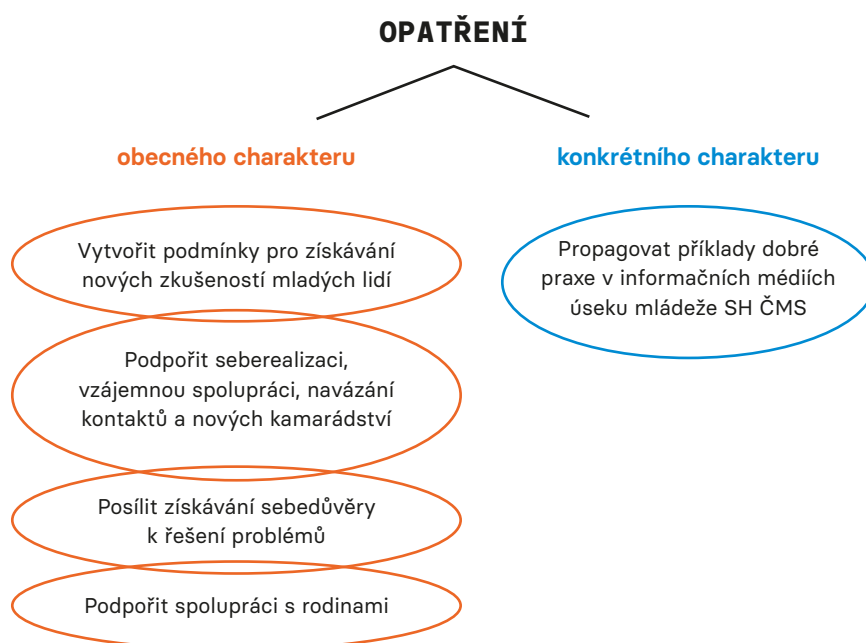 OPATŘENÍ
obecného charakteru
Vytvořit podmínky pro získávání
nových zkušeností mladých lidí
Podpořit seberealizaci,
vzájemnou spolupráci, navázání
kontaktů a nových kamarádství
Posílit získávání sebedůvěry
k řešení problémů
Podpořit spolupráci s rodinami
konkrétního charakteru
Propagovat příklady dobré
praxe v informačních médiích
úseku mládeže SH ČMS